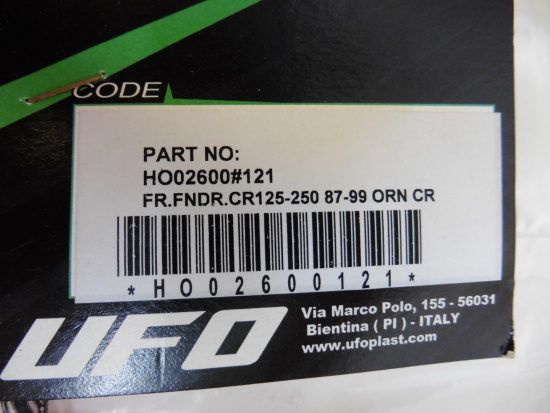 CODE
PART NO:
HO02600#121
FR.FNDR.CR125-250 87-99 ORN CR
*HO02600121*
UFO
Via Marco Polo, 155 - 56031
Bientina ( PI ) - ITALY
www.ufoplast.com